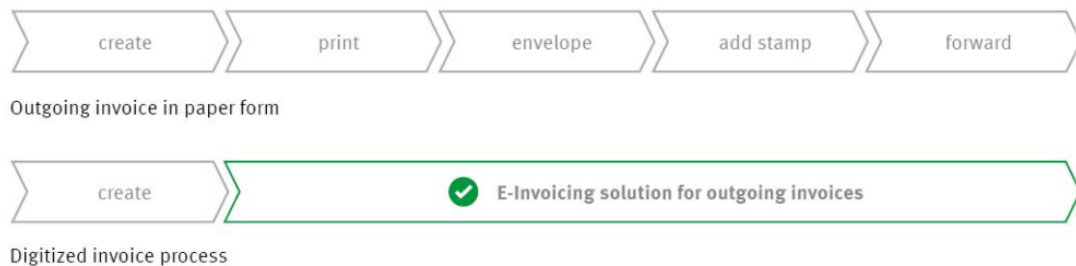 create print envelope add stamp forward
Outgoing invoice in paper form
create E-Invoicing solution for outgoing invoices
Digitized invoice process